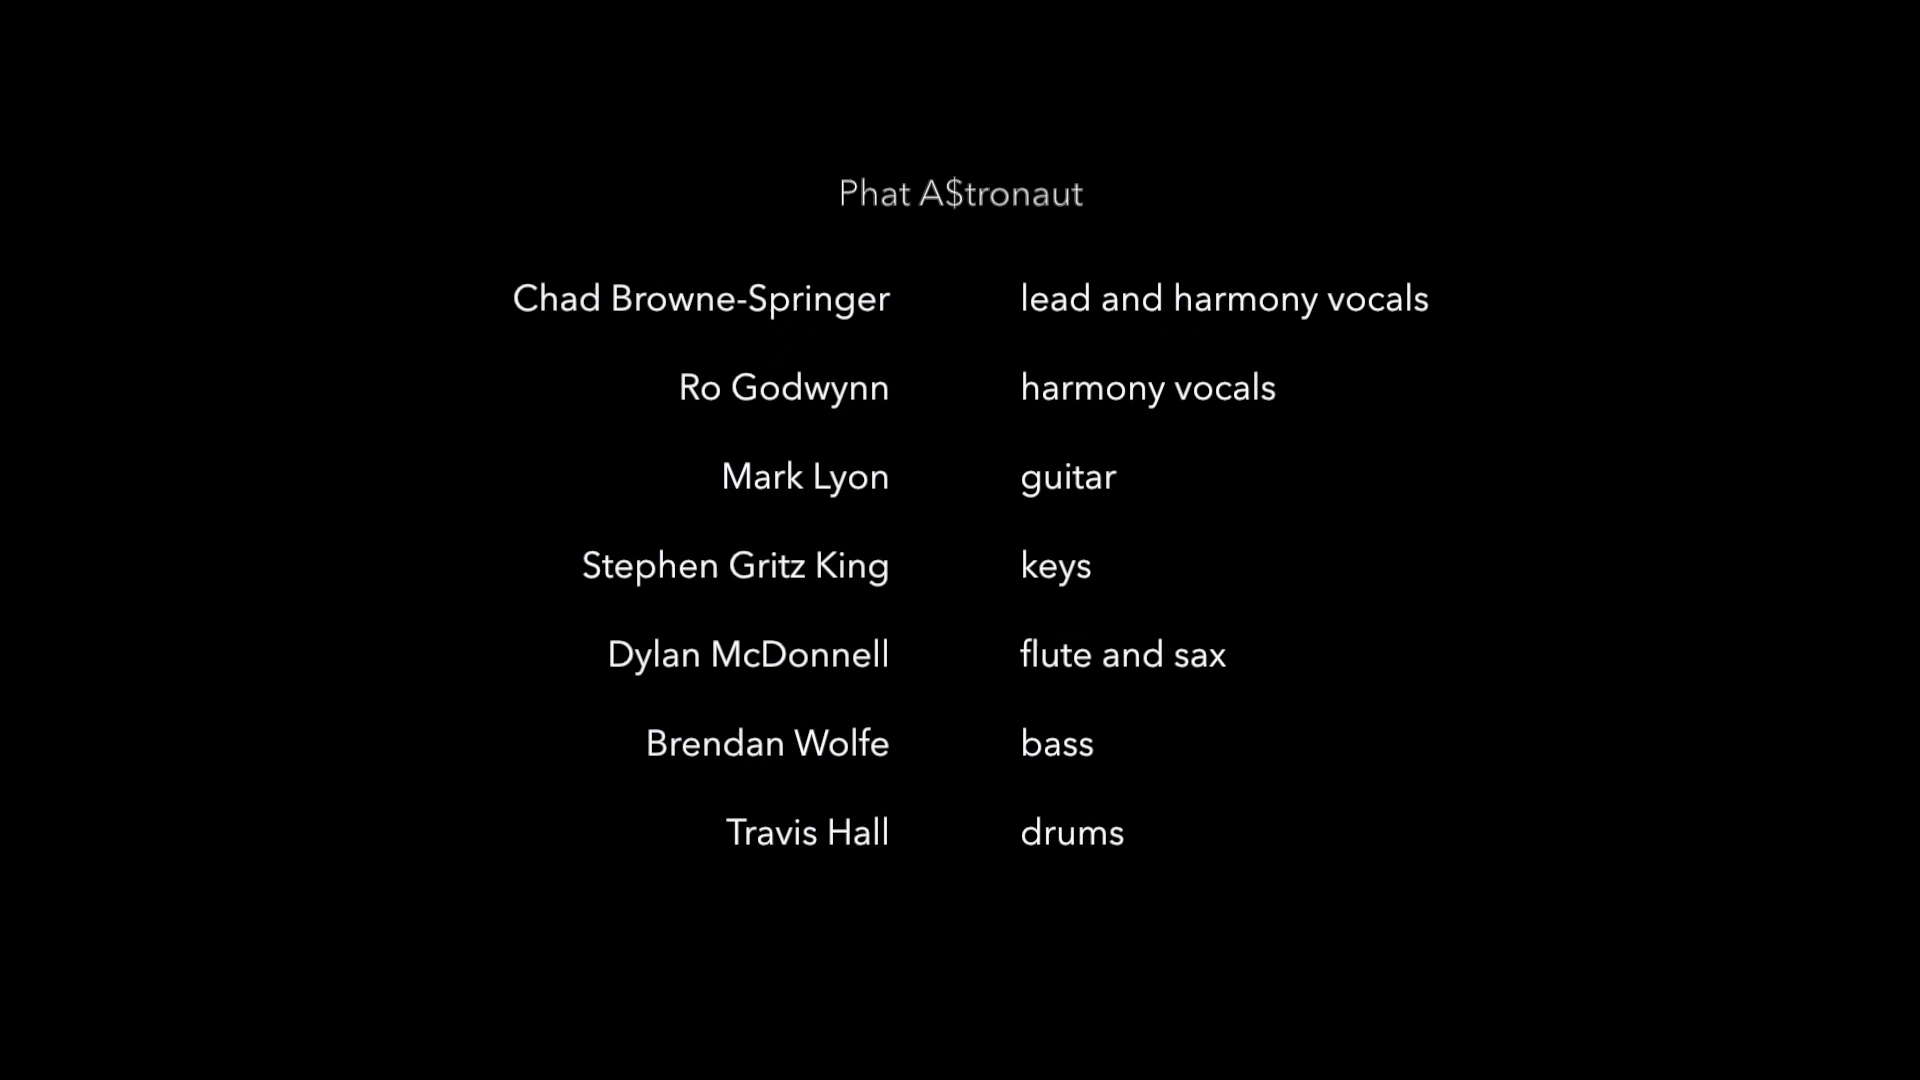 Phat A$tronaut
Chad Browne-Springer lead and harmony vocals
Ro Godwynn harmony vocals
Mark Lyon guitar
Stephen Gritz King keys
Dylan McDonnell flute and sax
Brendan Wolfe bass
Travis Hall drums